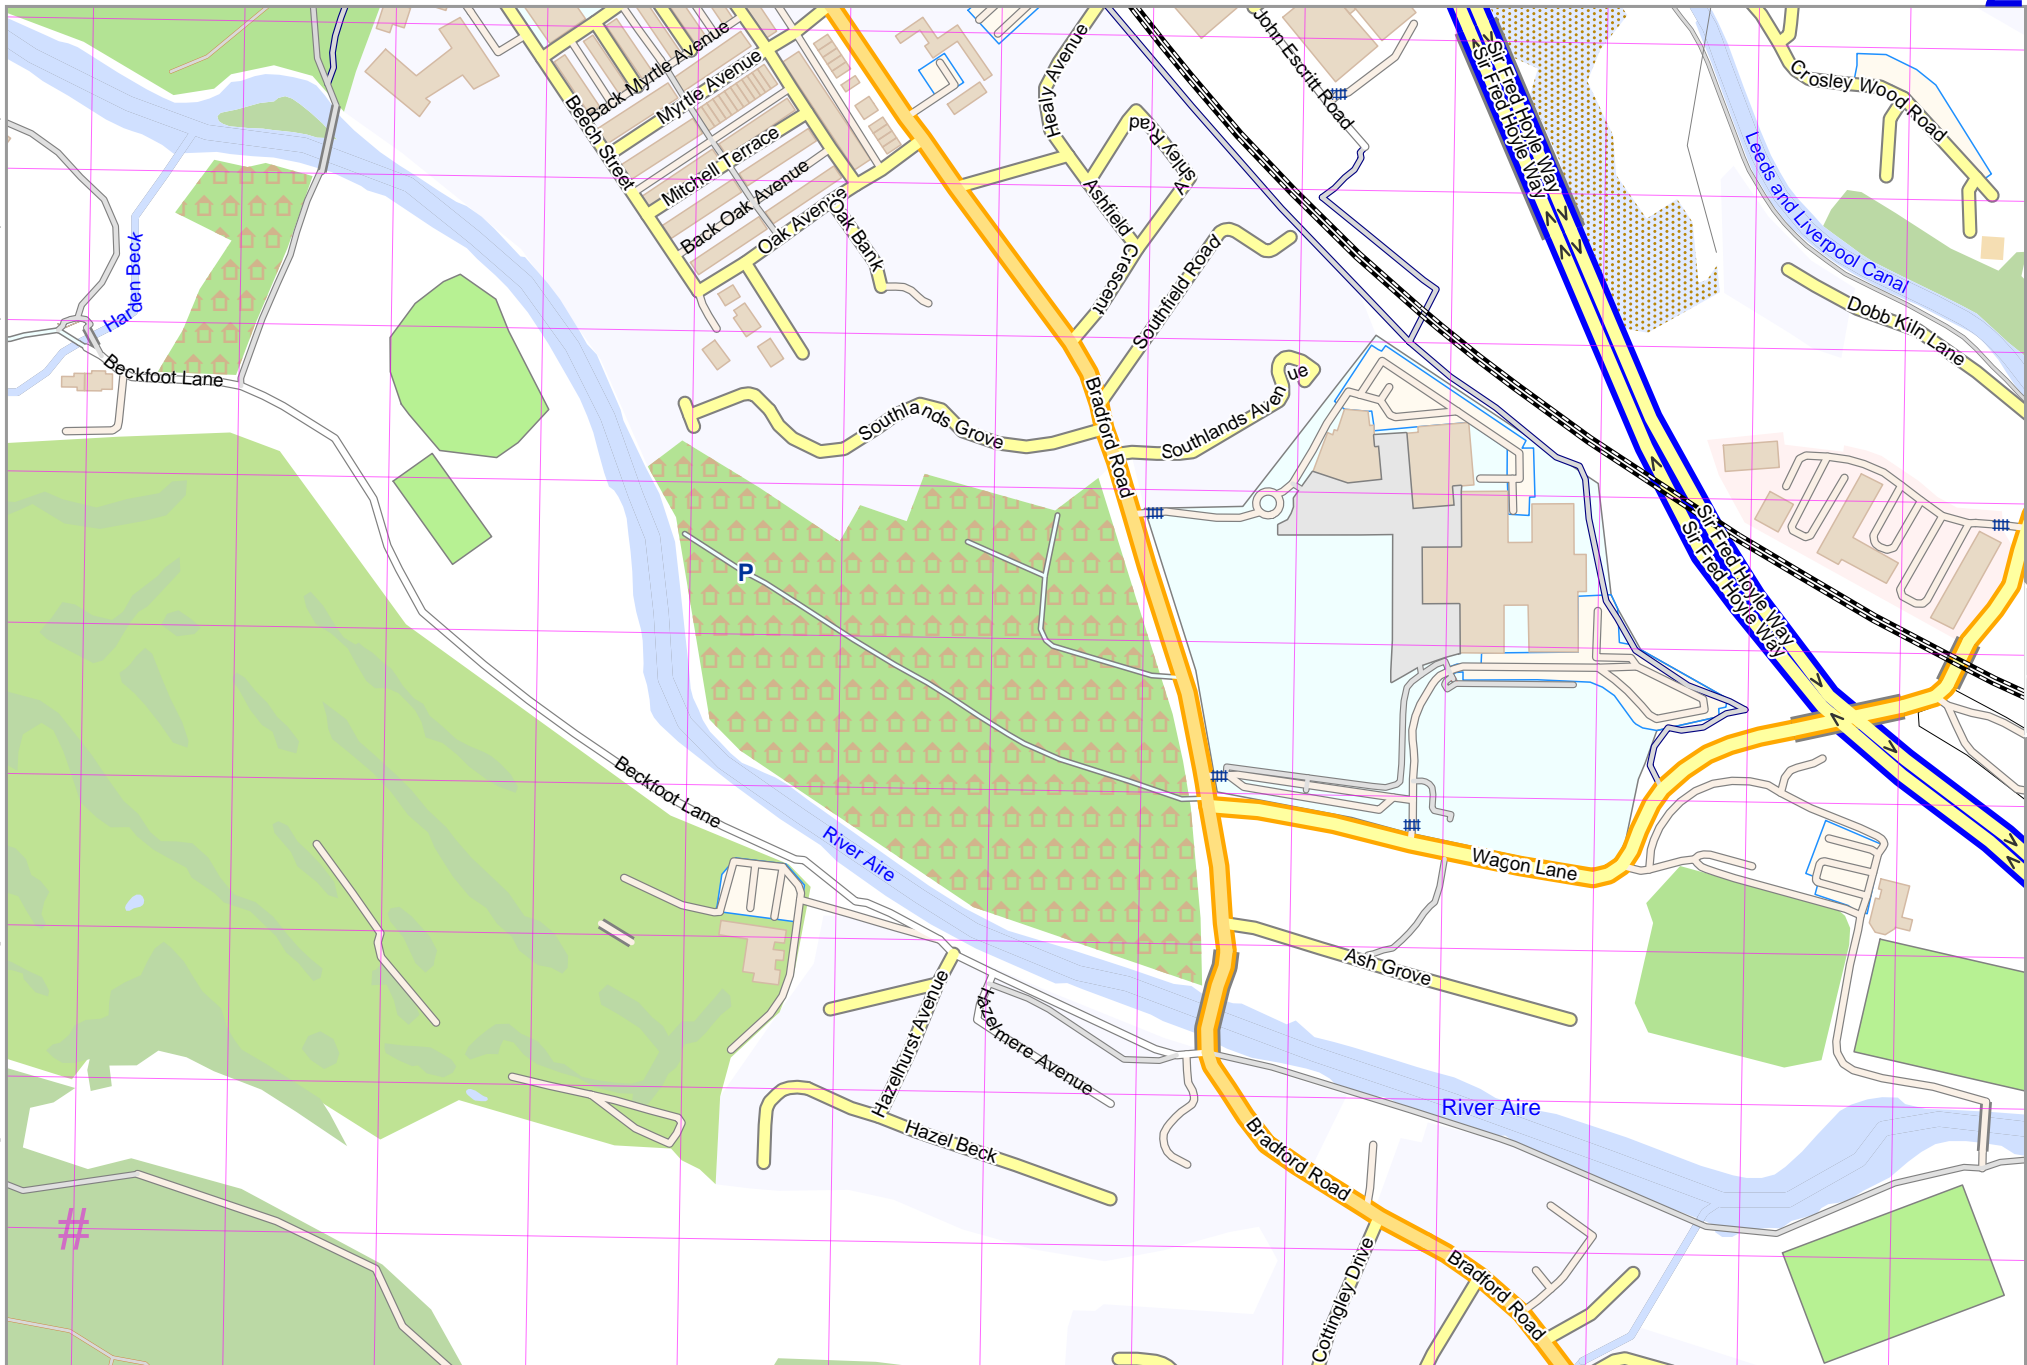 Back Myrtle Avenue
Myrtle Avenue
Beech Street
Mitchell Terrace
Back Oak Avenue
Oak Avenue
Oak Bank
Healy Avenue
Ashley Road
Ashfield Crescent
Southfield Road
John Escritt Road
Sir Fred Hoyle Way
Sir Fred Hoyle Way
Crosley Wood Road
Leeds and Liverpool Canal
Dobb Kiln Lane
Harden Beck
Beckfoot Lane
Southlands Grove
Bradford Road
Southlands Avenue
Sir Fred Hoyle Way
Sir Fred Hoyle Way
P
Beckfoot Lane
River Aire
Wagon Lane
Ash Grove
Hazelhurst Avenue
Hazelmere Avenue
Hazel Beck
River Aire
Bradford Road
#
Cottingley Drive
Bradford Road